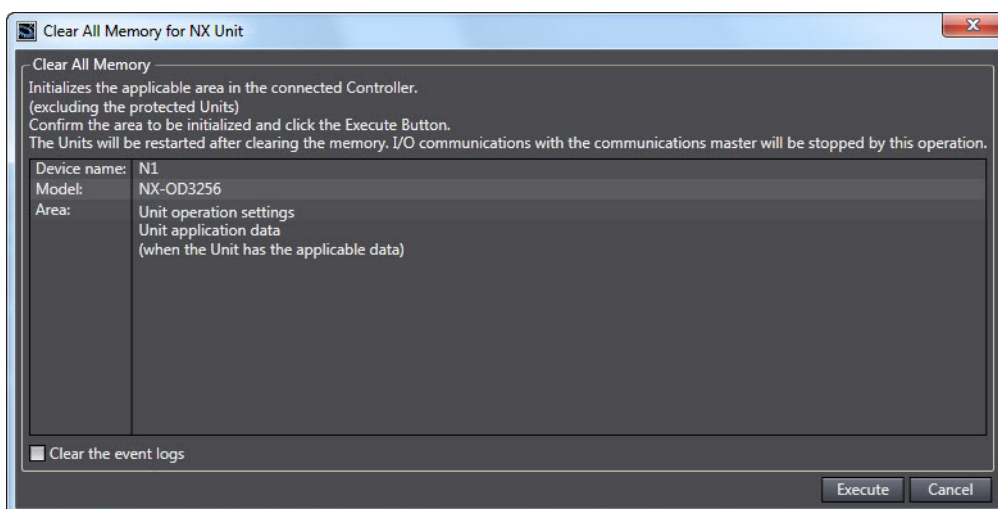 Clear All Memory for NX Unit
Clear All Memory
Initializes the applicable area in the connected Controller.
(excluding the protected Units)
Confirm the area to be initialized and click the Execute Button.
The Units will be restarted after clearing the memory. I/O communications with the communications master will be stopped by this operation.
Device name: N1
Model: NX-OD3256
Area: Unit operation settings
Unit application data
(when the Unit has the applicable data)
Clear the event logs
Execute Cancel